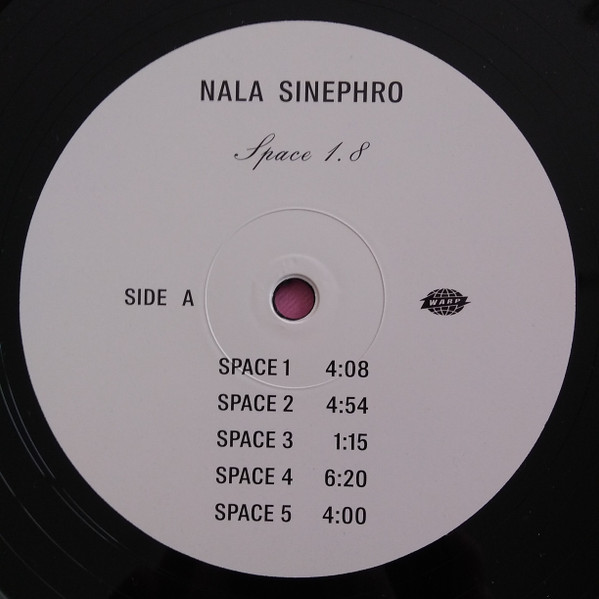 NALA SINEPHRO
Space 1.8
SIDE A
WARP
SPACE 1 4:08
SPACE 2 4:54
SPACE 3 1:15
SPACE 4 6:20
SPACE 5 4:00